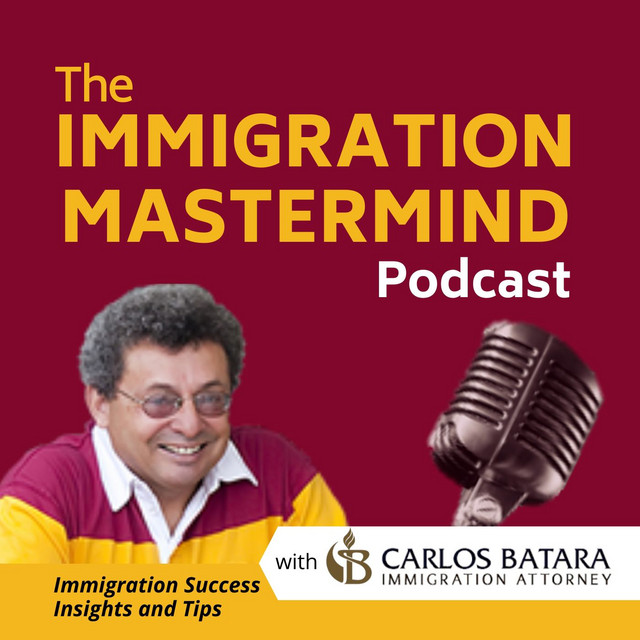 The
IMMIGRATION
MASTERMIND
Podcast
with
CARLOS BATARA
IMMIGRATION ATTORNEY
Immigration Success
Insights and Tips